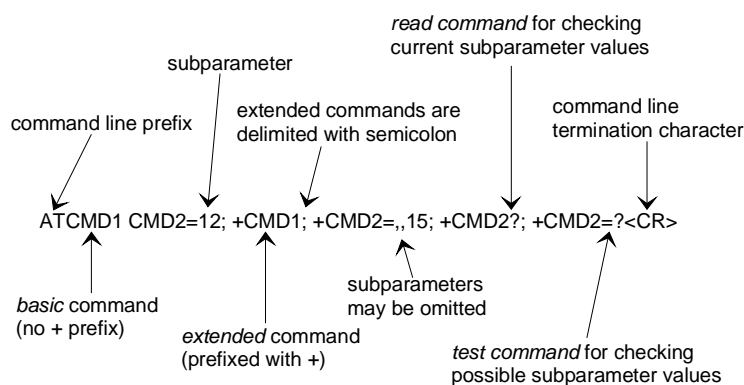 read command for checking
current subparameter values
subparameter
extended commands are
delimited with semicolon
command line
termination character
command line prefix
ATCMD1 CMD2=12; +CMD1; +CMD2=,,15; +CMD2?; +CMD2=?<CR>
basic command
(no + prefix)
extended command
(prefixed with +)
subparameters
may be omitted
test command for checking
possible subparameter values